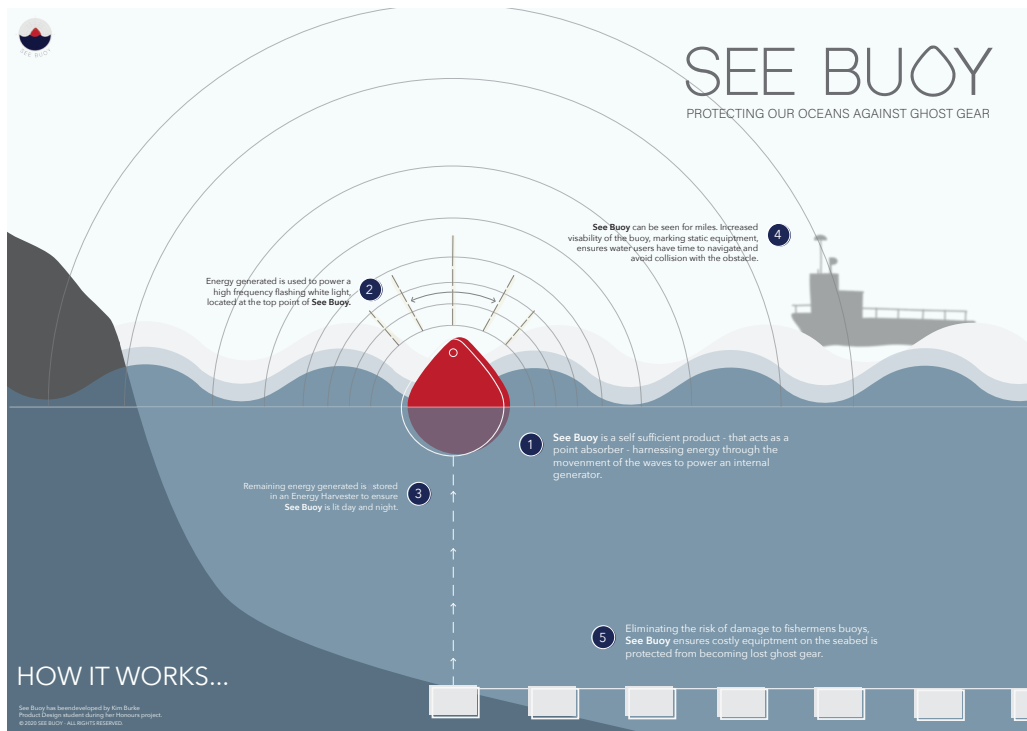 SEE BUOY
SEE BUOY
PROTECTING OUR OCEANS AGAINST GHOST GEAR
See Buoy can be seen for miles. Increased
visability of the buoy, marking static equiptment,
ensures water users have time to navigate and
avoid collision with the obstacle.
4
Energy generated is used to power a
high frequency flashing white light,
located at the top point of See Buoy.
2
1
See Buoy is a self sufficient product - that acts as a
point absorber - harnessing energy through the
movenment of the waves to power an internal
generator.
Remaining energy generated is stored
in an Energy Harvester to ensure
See Buoy is lit day and night.
3
5
Eliminating the risk of damage to fishermens buoys,
See Buoy ensures costly equiptment on the seabed is
protected from becoming lost ghost gear.
HOW IT WORKS...
See Buoy has beendeveloped by Kim Burke
Product Design student during her Honours project.
© 2020 SEE BUOY - ALL RIGHTS RESERVED.